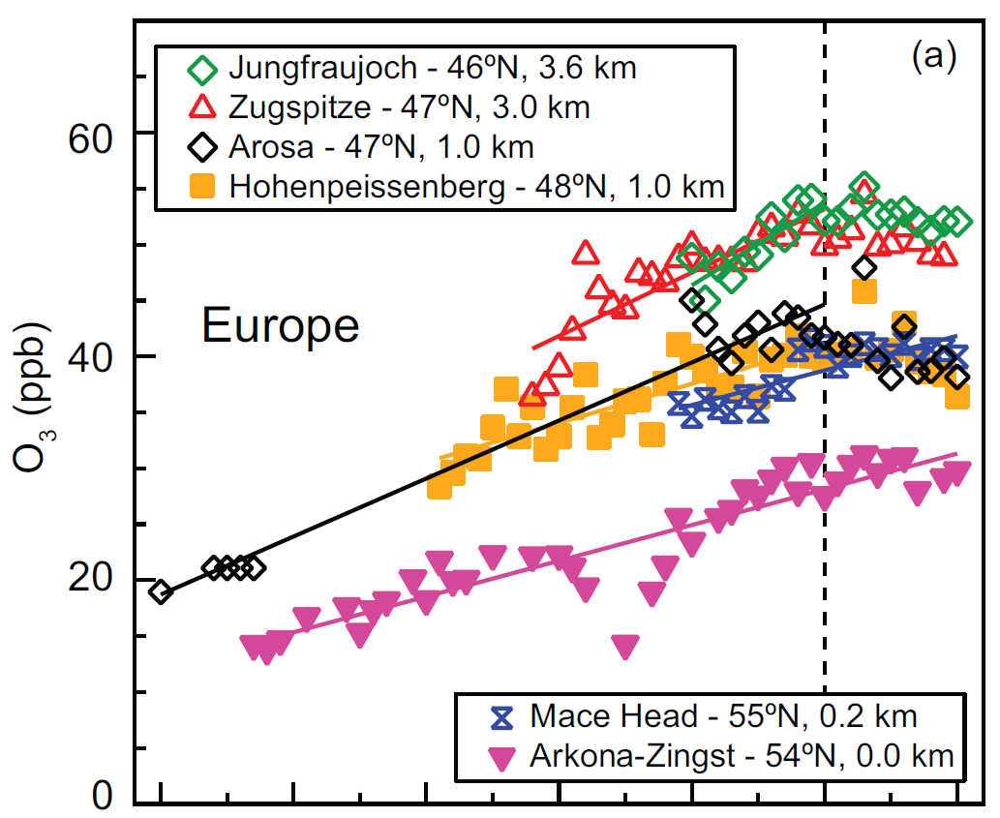 (a)
Jungfraujoch - 46ºN, 3.6 km
Zugspitze - 47ºN, 3.0 km
Arosa - 47ºN, 1.0 km
Hohenpeissenberg - 48ºN, 1.0 km
60
Europe
40
O3 (ppb)
20
Mace Head - 55ºN, 0.2 km
Arkona-Zingst - 54ºN, 0.0 km
0